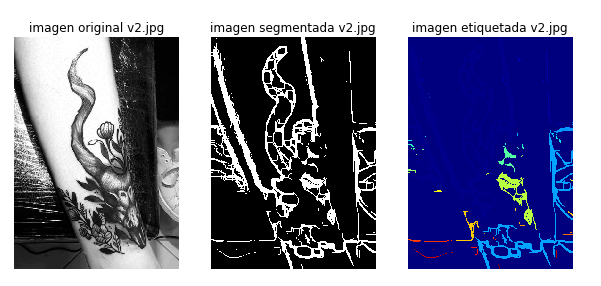 imagen original v2.jpg
imagen segmentada v2.jpg
imagen etiquetada v2.jpg